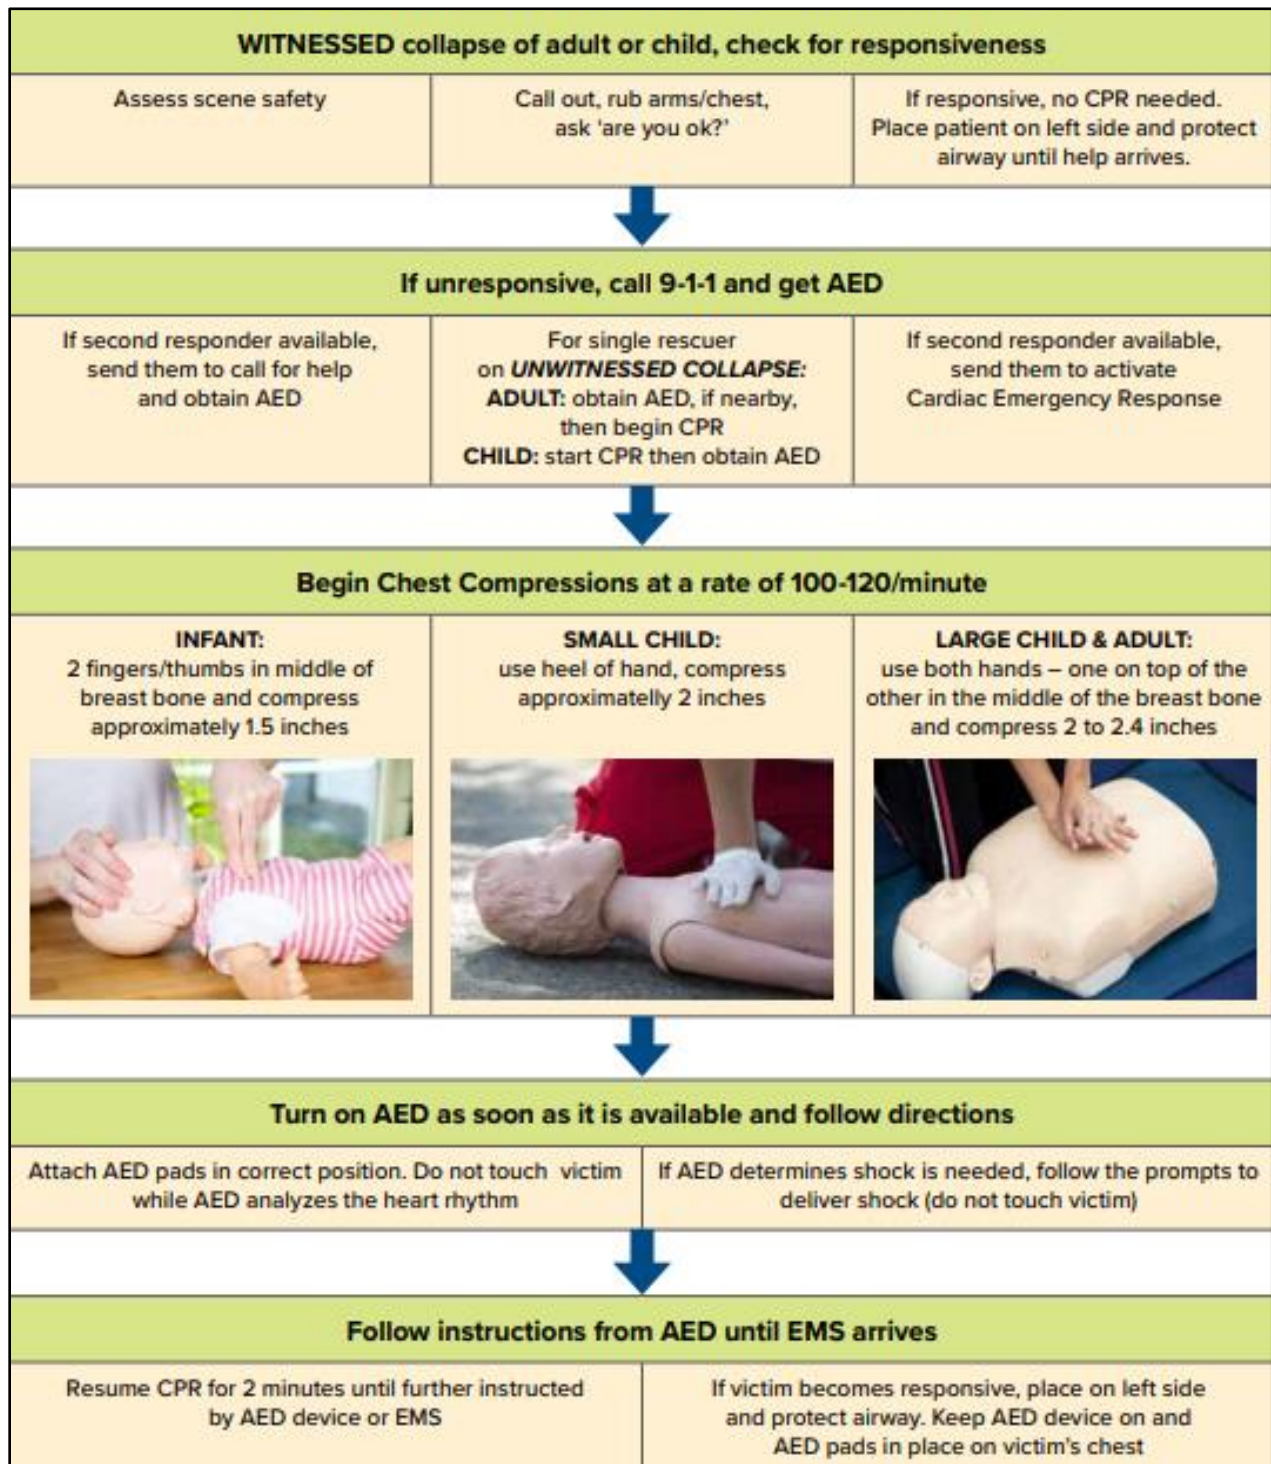 WITNESSED collapse of adult or child, check for responsiveness
Assess scene safety
Call out, rub arms/chest,
ask ‘are you ok?’
If responsive, no CPR needed.
Place patient on left side and protect
airway until help arrives.
If unresponsive, call 9-1-1 and get AED
If second responder available,
send them to call for help
and obtain AED
For single rescuer
on UNWITNESSED COLLAPSE:
ADULT: obtain AED, if nearby,
then begin CPR
CHILD: start CPR then obtain AED
If second responder available,
send them to activate
Cardiac Emergency Response
Begin Chest Compressions at a rate of 100-120/minute
INFANT:
2 fingers/thumbs in middle of
breast bone and compress
approximately 1.5 inches
SMALL CHILD:
use heel of hand, compress
approximatelly 2 inches
LARGE CHILD & ADULT:
use both hands – one on top of the
other in the middle of the breast bone
and compress 2 to 2.4 inches
Turn on AED as soon as it is available and follow directions
Attach AED pads in correct position. Do not touch victim
while AED analyzes the heart rhythm
If AED determines shock is needed, follow the prompts to
deliver shock (do not touch victim)
Follow instructions from AED until EMS arrives
Resume CPR for 2 minutes until further instructed
by AED device or EMS
If victim becomes responsive, place on left side
and protect airway. Keep AED device on and
AED pads in place on victim’s chest